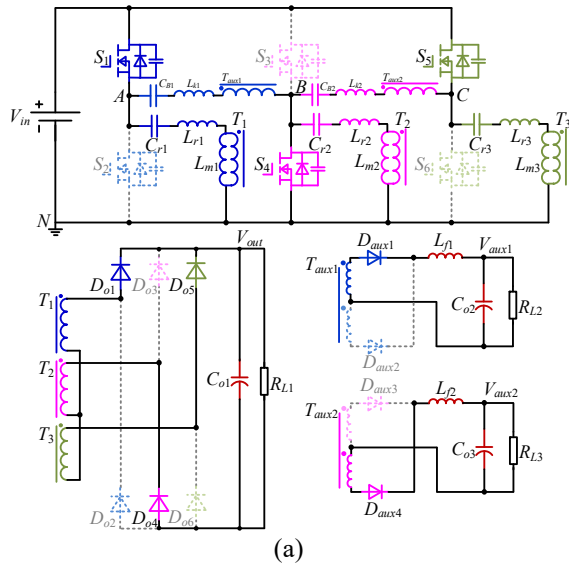 S1 S3 S5
CB1 Lk1 Taux1 B CB2 Lk2 Taux2
A C
Vin + −
T1 T2 T3
Cr1 Lr1 Cr2 Lr2 Cr3 Lr3
S2 Lm1 S4 Lm2 S6 Lm3
N
Vout
Do1 Do3 Do5
T1
T2
T3
Co1 RL1
Do2 Do4 Do6
Daux1 Lf1 Vaux1
Taux1
Co2 RL2
Daux2
Daux3
Lf2 Vaux2
Taux2
Co3 RL3
Daux4
(a)